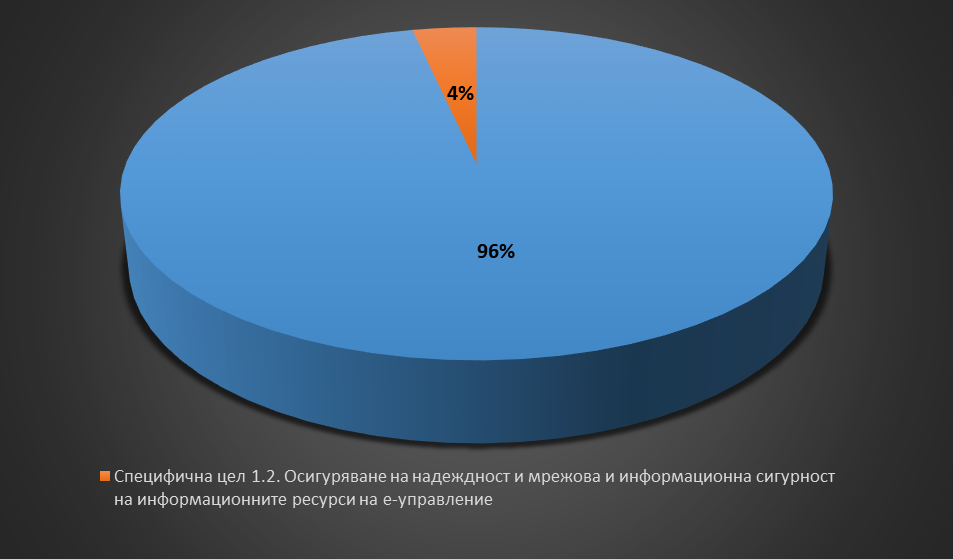 4%
96%
Специфична цел 1.2. Осигуряване на надеждност и мрежова и информационна сигурност
на информационните ресурси на е-управление